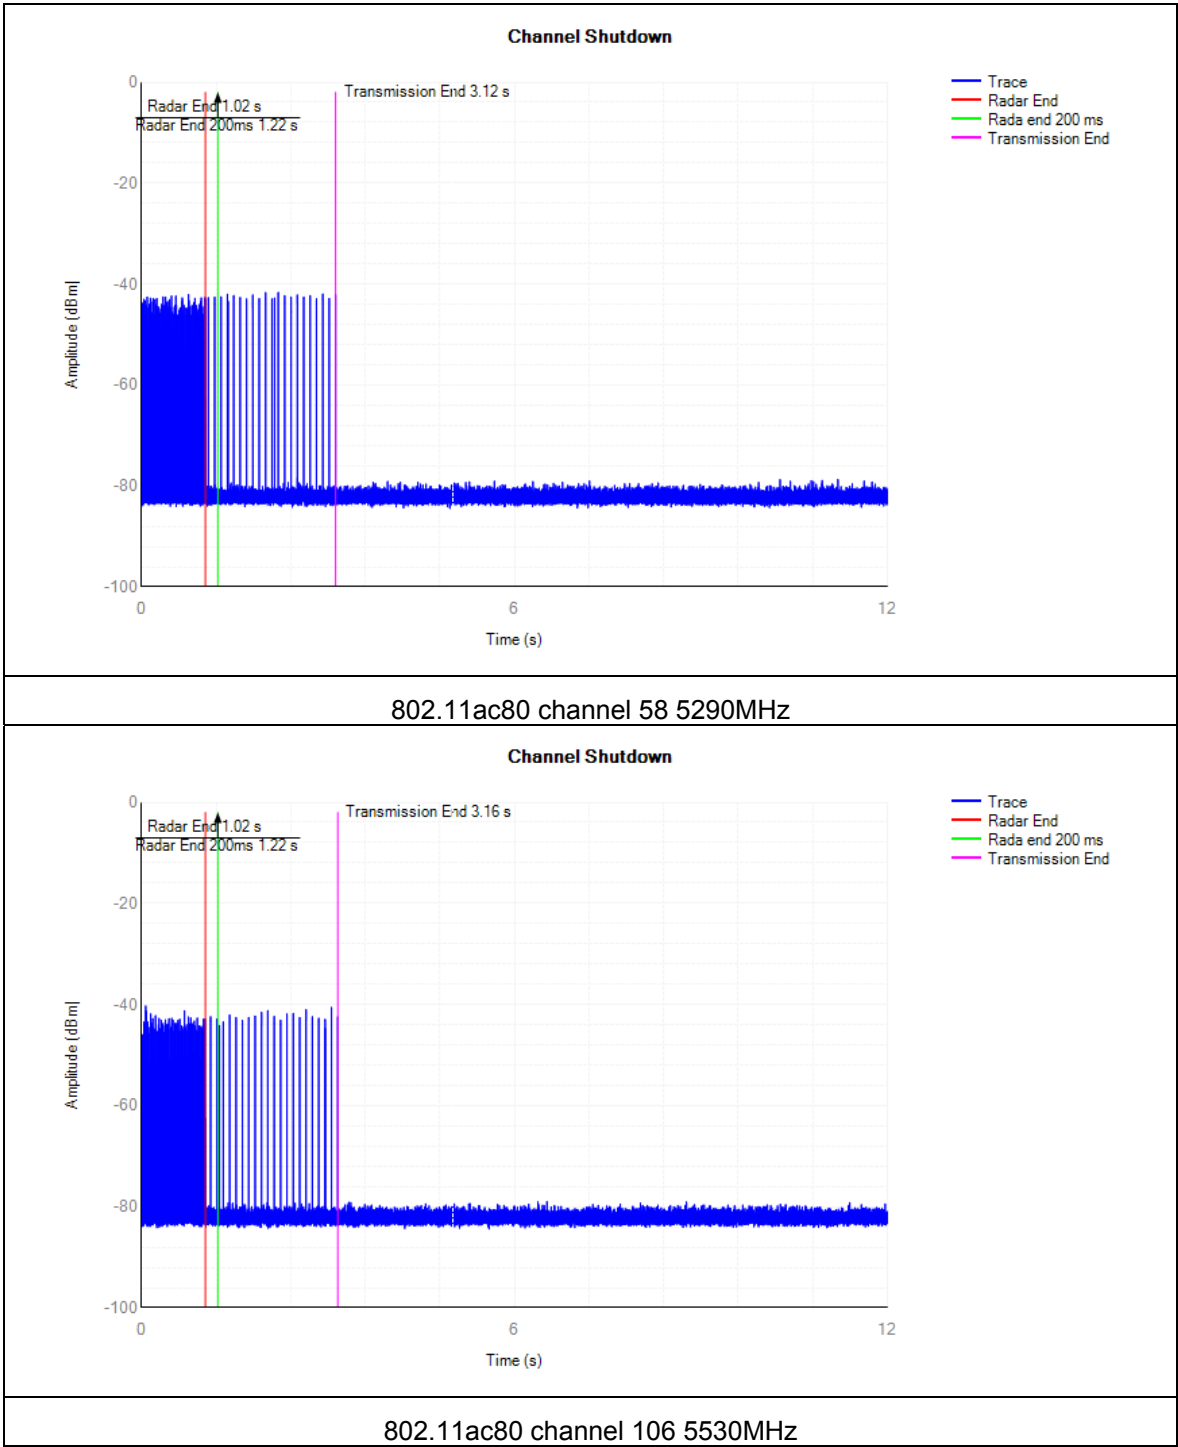 Channel Shutdown
0
Transmission End 3.12 s
Radar End 1.02 s
Radar End 200ms 1.22 s
Trace
Radar End
Rada end 200 ms
Transmission End
-20
-40
Amplitude (dBm)
-60
-80
-100
0 6 12
Time (s)
802.11ac80 channel 58 5290MHz
Channel Shutdown
0
Transmission End 3.16 s
Radar End 1.02 s
Radar End 200ms 1.22 s
Trace
Radar End
Rada end 200 ms
Transmission End
-20
-40
Amplitude (dBm)
-60
-80
-100
0 6 12
Time (s)
802.11ac80 channel 106 5530MHz